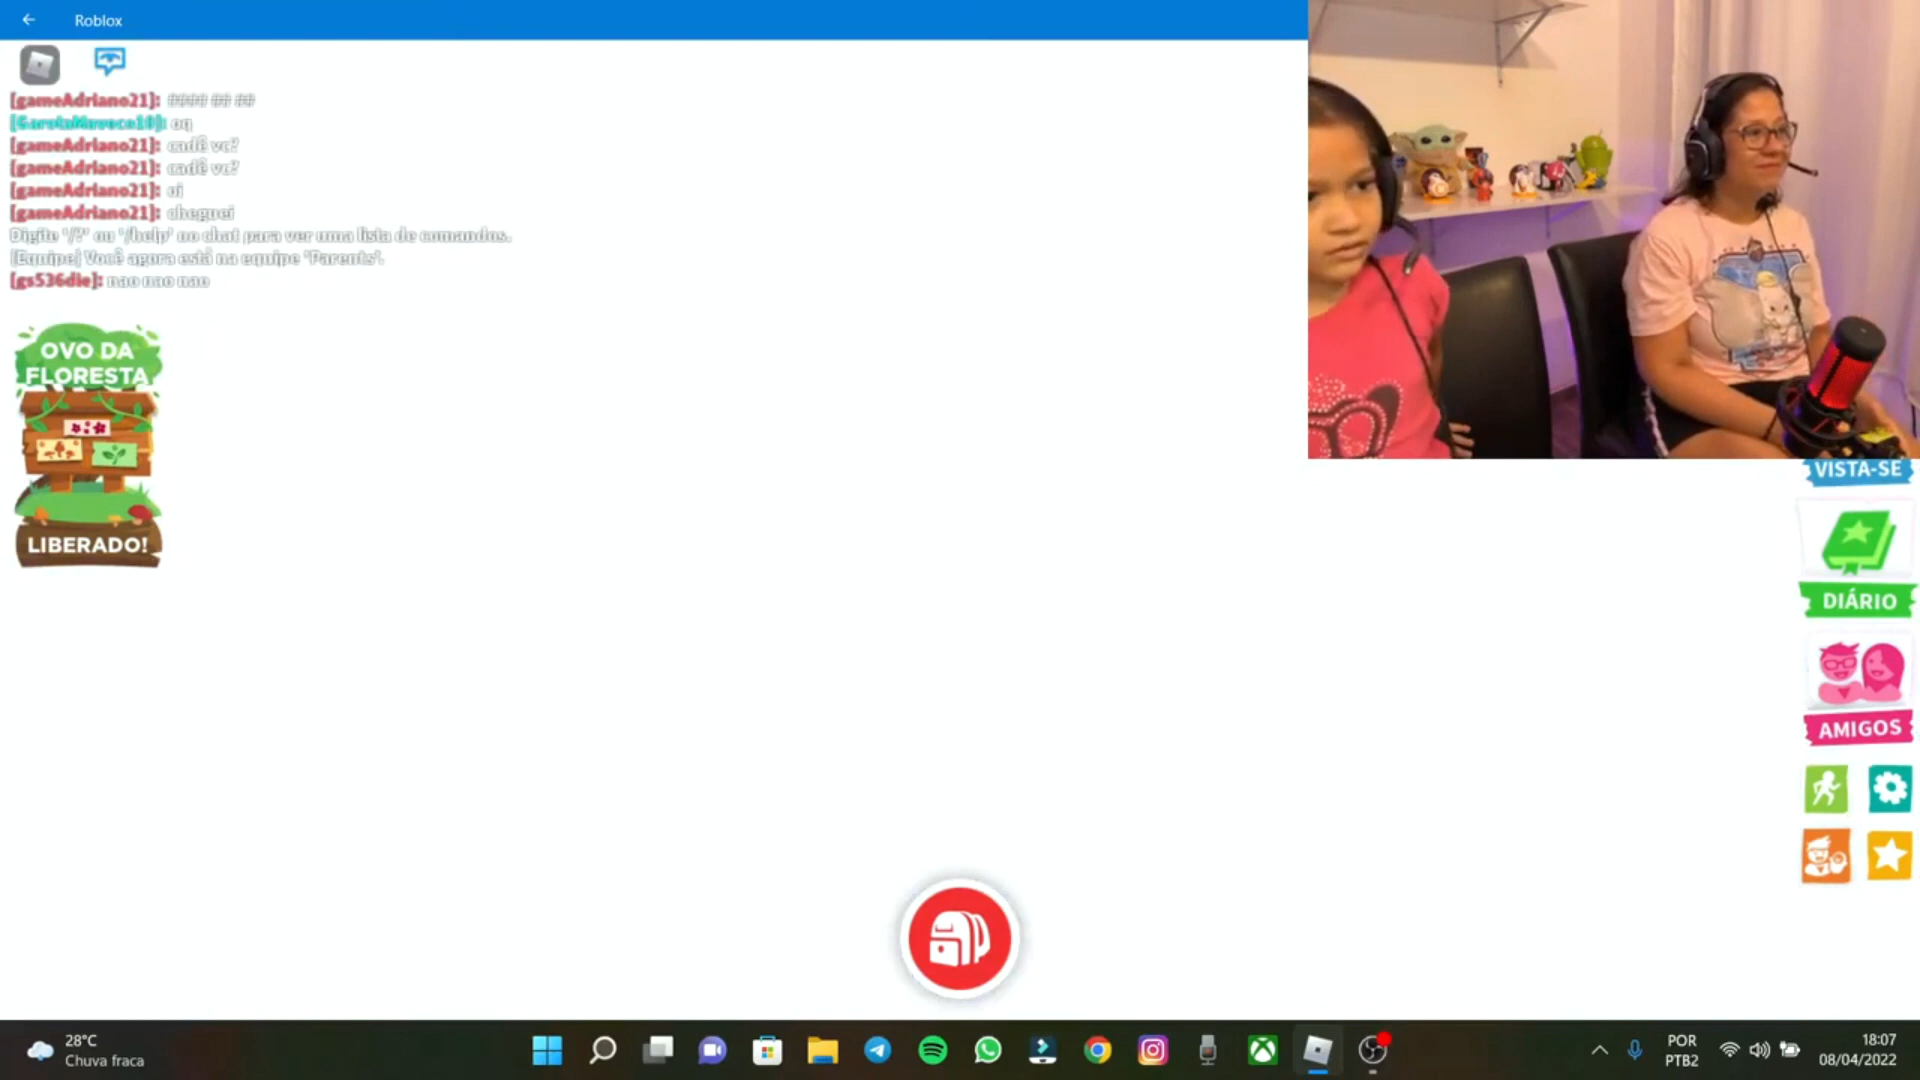 Roblox
[gameAdriano21]: #### ## ##
oq
[gameAdriano21]: cadê vc?
[gameAdriano21]: cadê vc?
[gameAdriano21]: oi
[gameAdriano21]: cheguei
Digite '/?' ou '/help' no chat para ver uma lista de comandos.
[Equipe] Você agora está na equipe 'Parents'.
[gs536die]: nao nao nao
OVO DA
FLORESTA
LIBERADO!
VISTA-SE
DIÁRIO
AMIGOS
28°C
Chuva fraca
POR
PTB2
18:07
08/04/2022